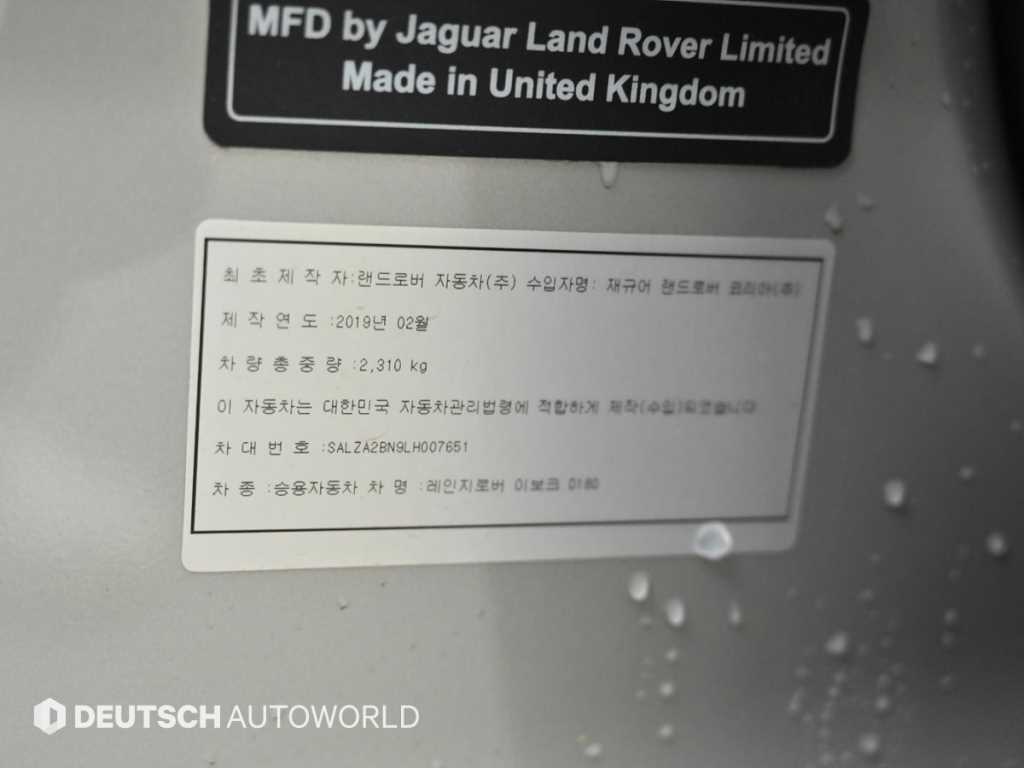 MFD by Jaguar Land Rover Limited
Made in United Kingdom
최 초 제 작 자:랜드로버 자동차(주) 수입자명: 재규어 랜드로버 코리아(주)
제 작 연 도 :2019년 02월
차 량 총 중 량 :2,310 kg
이 자동차는 대한민국 자동차관리법령에 적합하게 제작(수입)되었습니다
차 대 번 호 :SALZA2BN9LH007651
차 종 :승용자동차 차 명 :레인지로버 이보크 D180
DEUTSCH AUTOWORLD